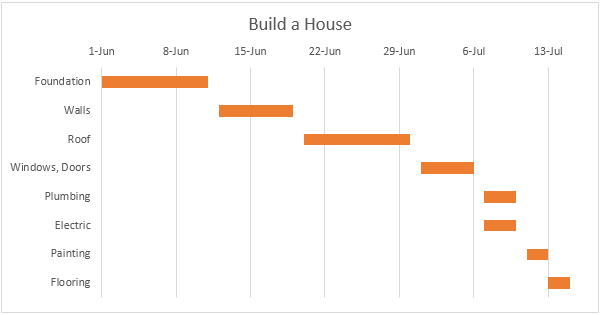 Build a House
1-Jun 8-Jun 15-Jun 22-Jun 29-Jun 6-Jul 13-Jul
Foundation
Walls
Roof
Windows, Doors
Plumbing
Electric
Painting
Flooring